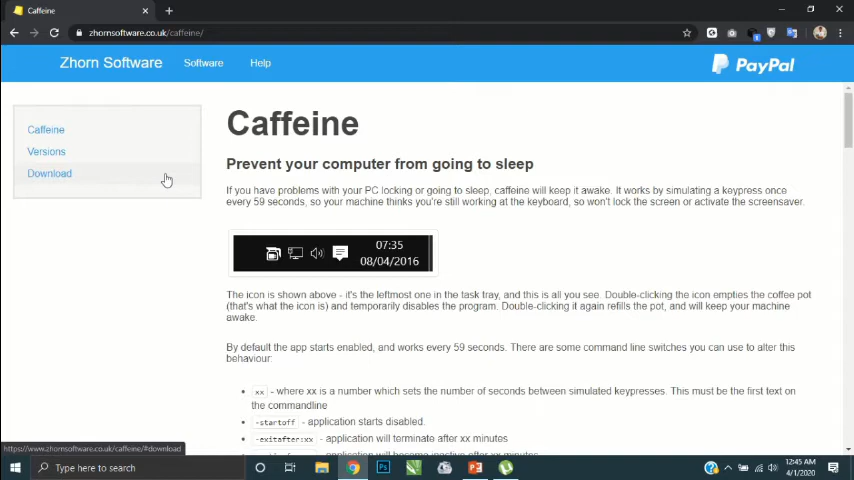 Caffeine
zhornsoftware.co.uk/caffeine/
Zhorn Software
Software
Help
PayPal
Caffeine
Versions
Download
Caffeine
Prevent your computer from going to sleep
If you have problems with your PC locking or going to sleep, caffeine will keep it awake. It works by simulating a keypress once
every 59 seconds, so your machine thinks you're still working at the keyboard, so won't lock the screen or activate the screensaver.
07:35
08/04/2016
The icon is shown above - it's the leftmost one in the task tray, and this is all you see. Double-clicking the icon empties the coffee pot
(that's what the icon is) and temporarily disables the program. Double-clicking it again refills the pot, and will keep your machine
awake.
By default the app starts enabled, and works every 59 seconds. There are some command line switches you can use to alter this
behaviour:
xx - where xx is a number which sets the number of seconds between simulated keypresses. This must be the first text on
the commandline
-startoff - application starts disabled.
-exitafter:xx - application will terminate after xx minutes
https://www.zhornsoftware.co.uk/caffeine/#download
Type here to search
12:45 AM
4/1/2020